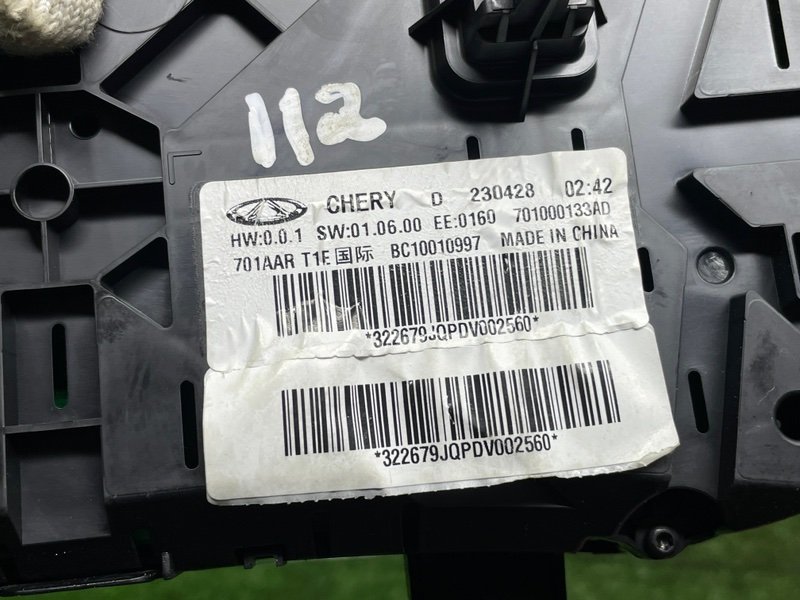 112
CHERY D 230428 02:42
HW:0.0.1 SW:01.06.00 EE:0160 701000133AD
701AAR T1E 国际 BC10010997 MADE IN CHINA
*322679JQPDV002560*
*322679JQPDV002560*